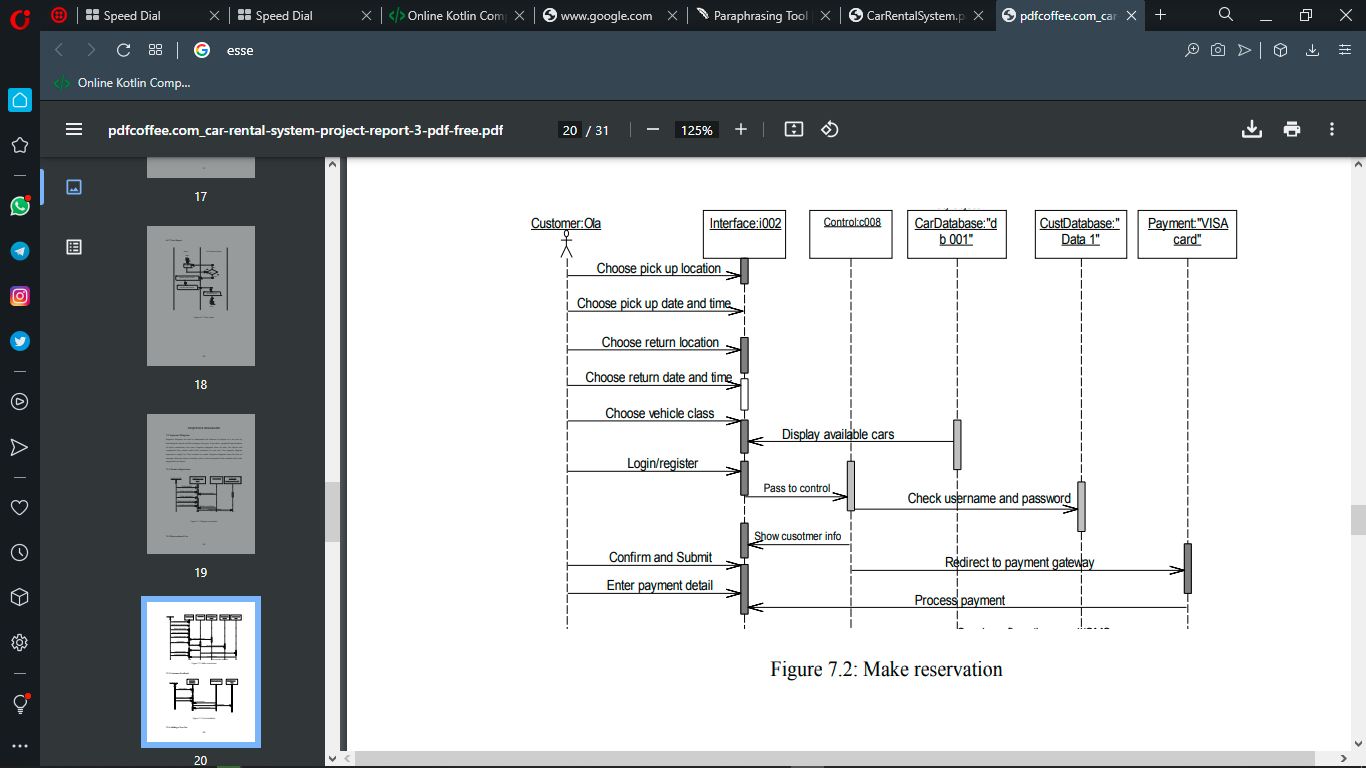 Speed Dial
Speed Dial
Online Kotlin Comp
www.google.com
Paraphrasing Tool
CarRentalSystem.p
pdfcoffee.com_car
esse
Online Kotlin Comp...
pdfcoffee.com_car-rental-system-project-report-3-pdf-free.pdf
20 / 31
125%
17
18
19
20
Customer:Ola
Interface:i002
Control:c008
CarDatabase:"d
b 001"
CustDatabase:"
Data 1"
Payment:"VISA
card"
Choose pick up location
Choose pick up date and time
Choose return location
Choose return date and time
Choose vehicle class
Display available cars
Login/register
Pass to control
Check username and password
Show cusotmer info
Confirm and Submit
Redirect to payment gateway
Enter payment detail
Process payment
Figure 7.2: Make reservation